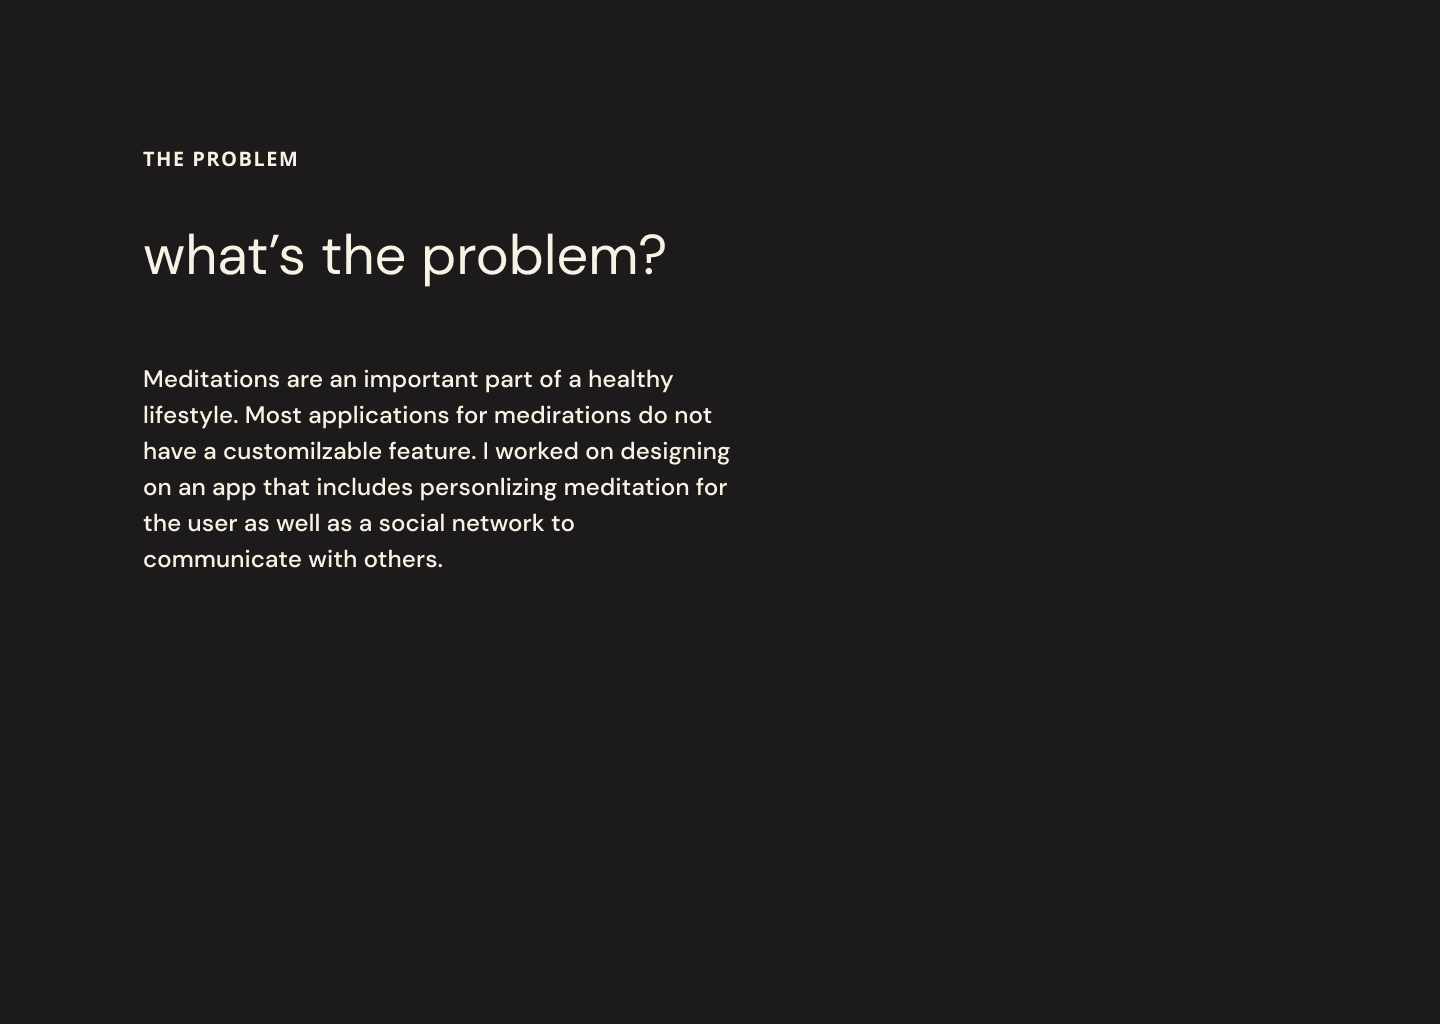 THE PROBLEM
what’s the problem?
Meditations are an important part of a healthy
lifestyle. Most applications for medirations do not
have a customilzable feature. I worked on designing
on an app that includes personlizing meditation for
the user as well as a social network to
communicate with others.